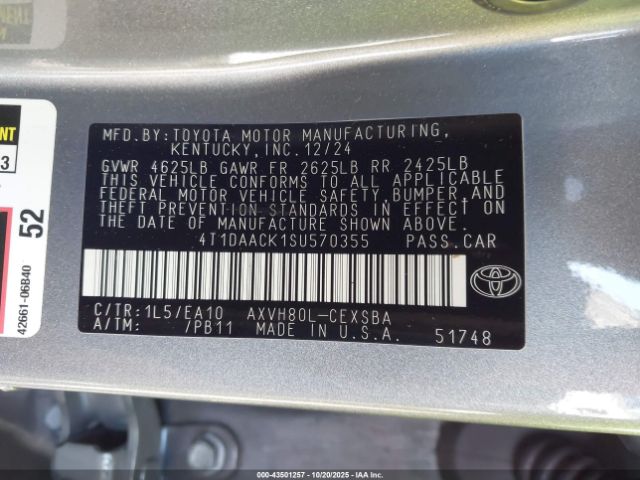 MFD.BY:TOYOTA MOTOR MANUFACTURING,
KENTUCKY, INC. 12/24
GVWR 4625LB GAWR FR 2625LB RR 2425LB
THIS VEHICLE CONFORMS TO ALL APPLICABLE
FEDERAL MOTOR VEHICLE SAFETY,BUMPER,AND
THEFT PREVENTION STANDARDS IN EFFECT ON
THE DATE OF MANUFACTURE SHOWN ABOVE.
4T1DAACK1SU570355 PASS.CAR
C/TR:1L5/EA10 AXVH80L-CEXSBA
A/TM: /PB11 MADE IN U.S.A. 51748
52
42661-06B40
000-43501257 - 10/20/2025 - IAAI.COM